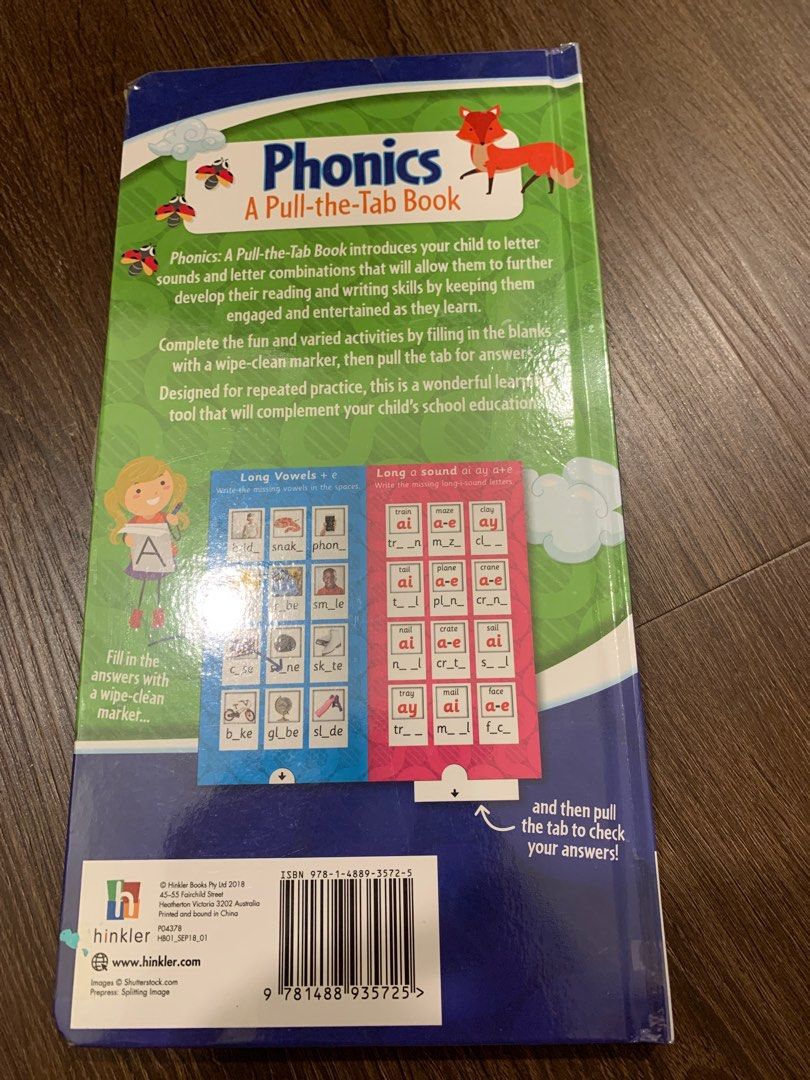 Phonics
A Pull-the-Tab Book
Phonics: A Pull-the-Tab Book introduces your child to letter
sounds and letter combinations that will allow them to further
develop their reading and writing skills by keeping them
engaged and entertained as they learn.
Complete the fun and varied activities by filling in the blanks
with a wipe-clean marker, then pull the tab for answers.
Designed for repeated practice, this is a wonderful learning
tool that will complement your child's school education.
A
Fill in the
answers with
a wipe-clean
marker...
Long Vowels + e
Write the missing vowels in the spaces.
snak_ phon_
sm_le
c_se sk_te
b_ke gl_be sl_de
Long a sound ai ay a+e
Write the missing long-i-sound letters.
train maze clay
ai a-e ay
tr_ _n m_z_ cl_ _
tail plane crane
ai a-e a-e
t_ _l pl_n_ cr_n_
nail crate sail
ai a-e ai
n_ _l cr_t_ s_ _l
tray mail face
ay ai a-e
tr_ _ m_ _l f_c_
and then pull
the tab to check
your answers!
h
hinkler
© Hinkler Books Pty Ltd 2018
45–55 Fairchild Street
Heatherton Victoria 3202 Australia
Printed and bound in China
P04378
HB01_SEP18_01
www.hinkler.com
Images © Shutterstock.com
Prepress: Splitting Image
ISBN 978-1-4889-3572-5
9 781488 935725 >